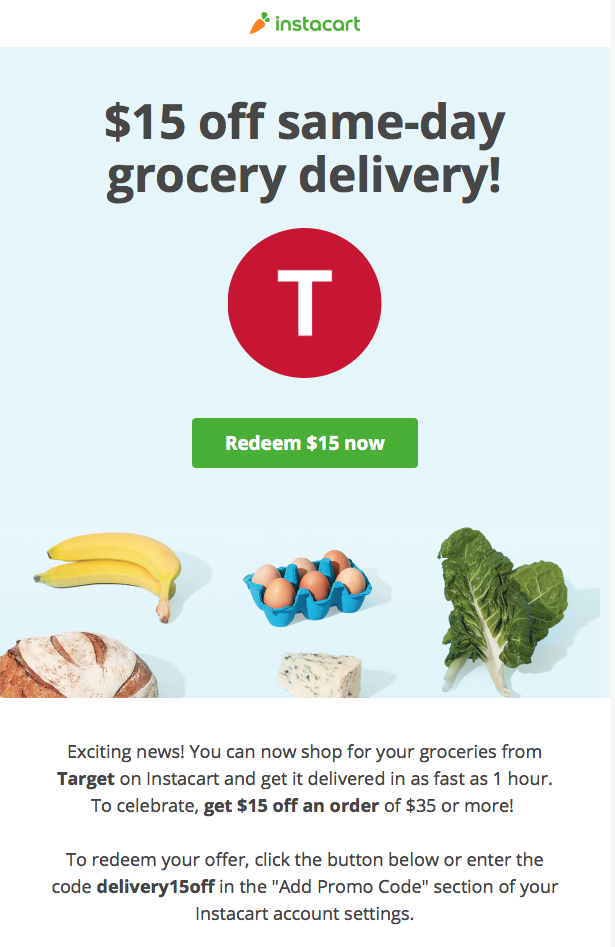 instacart
$15 off same-day
grocery delivery!
T
Redeem $15 now
Exciting news! You can now shop for your groceries from
Target on Instacart and get it delivered in as fast as 1 hour.
To celebrate, get $15 off an order of $35 or more!
To redeem your offer, click the button below or enter the
code delivery15off in the "Add Promo Code" section of your
Instacart account settings.